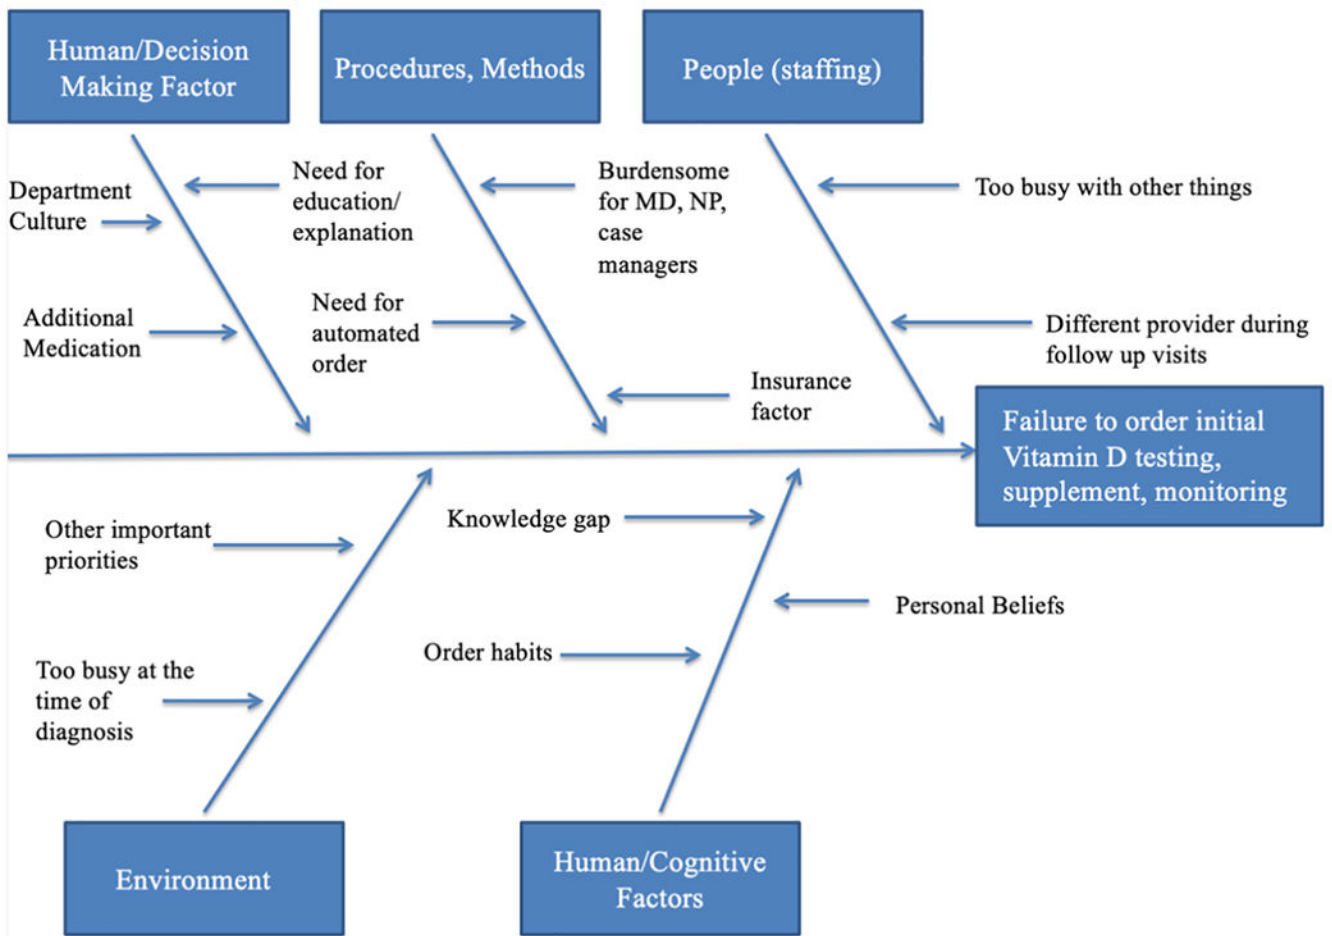 Human/Decision
Making Factor
Procedures, Methods
People (staffing)
Department
Culture
Need for
education/
explanation
Burdensome
for MD, NP,
case
managers
Too busy with other things
Additional
Medication
Need for
automated
order
Insurance
factor
Different provider during
follow up visits
Failure to order initial
Vitamin D testing,
supplement, monitoring
Other important
priorities
Knowledge gap
Personal Beliefs
Order habits
Too busy at the
time of
diagnosis
Environment
Human/Cognitive
Factors